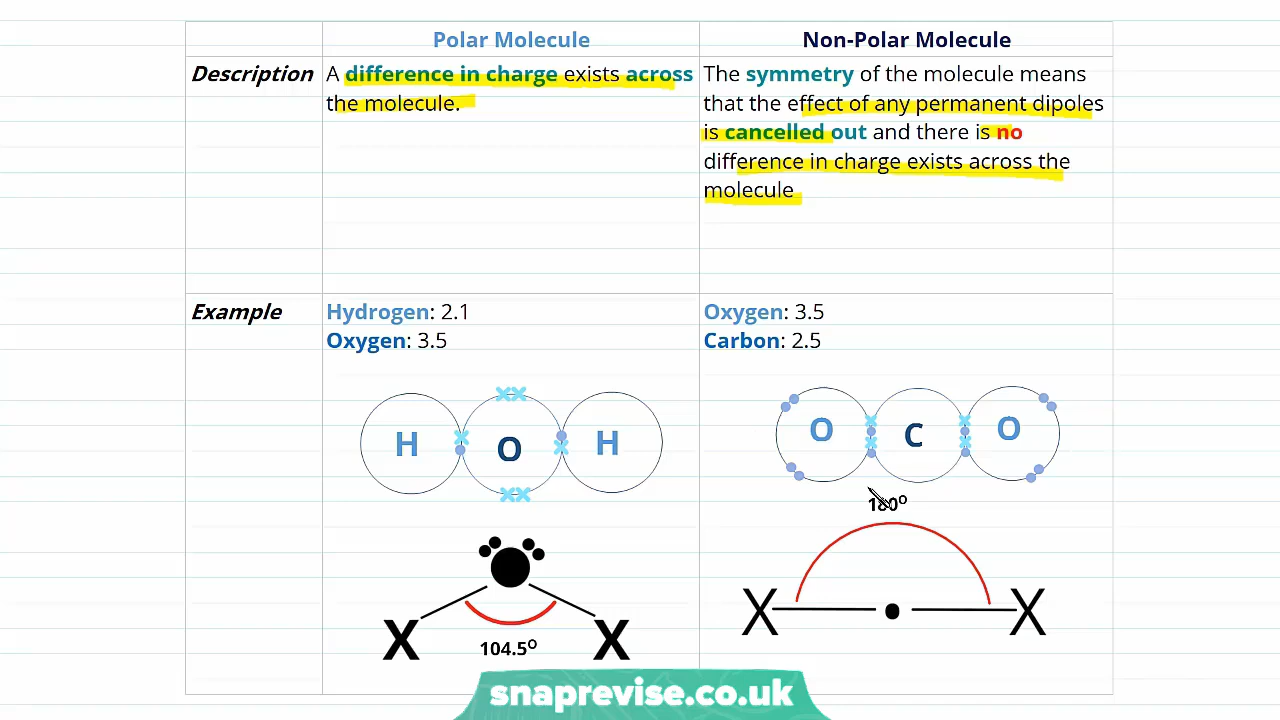 Polar Molecule
Non-Polar Molecule
Description
A difference in charge exists across
the molecule.
The symmetry of the molecule means
that the effect of any permanent dipoles
is cancelled out and there is no
difference in charge exists across the
molecule
Example
Hydrogen: 2.1
Oxygen: 3.5
Oxygen: 3.5
Carbon: 2.5
H O H
O C O
X X
104.5°
180°
X X
snaprevise.co.uk